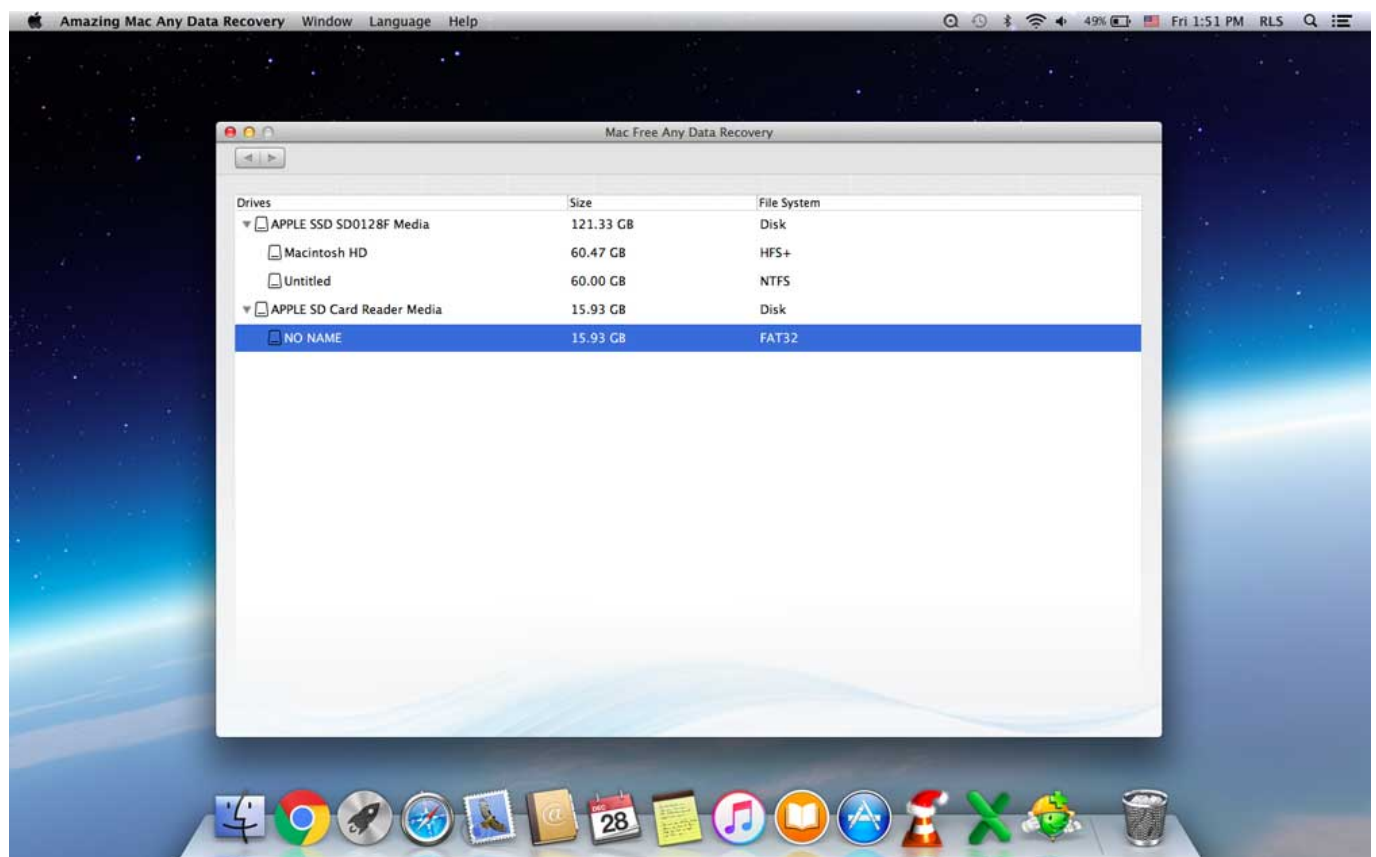 Amazing Mac Any Data Recovery Window Language Help 49% Fri 1:51 PM RLS
Mac Free Any Data Recovery
Drives Size File System
APPLE SSD SD0128F Media 121.33 GB Disk
Macintosh HD 60.47 GB HFS+
Untitled 60.00 GB NTFS
APPLE SD Card Reader Media 15.93 GB Disk
NO NAME 15.93 GB FAT32
DEC
28